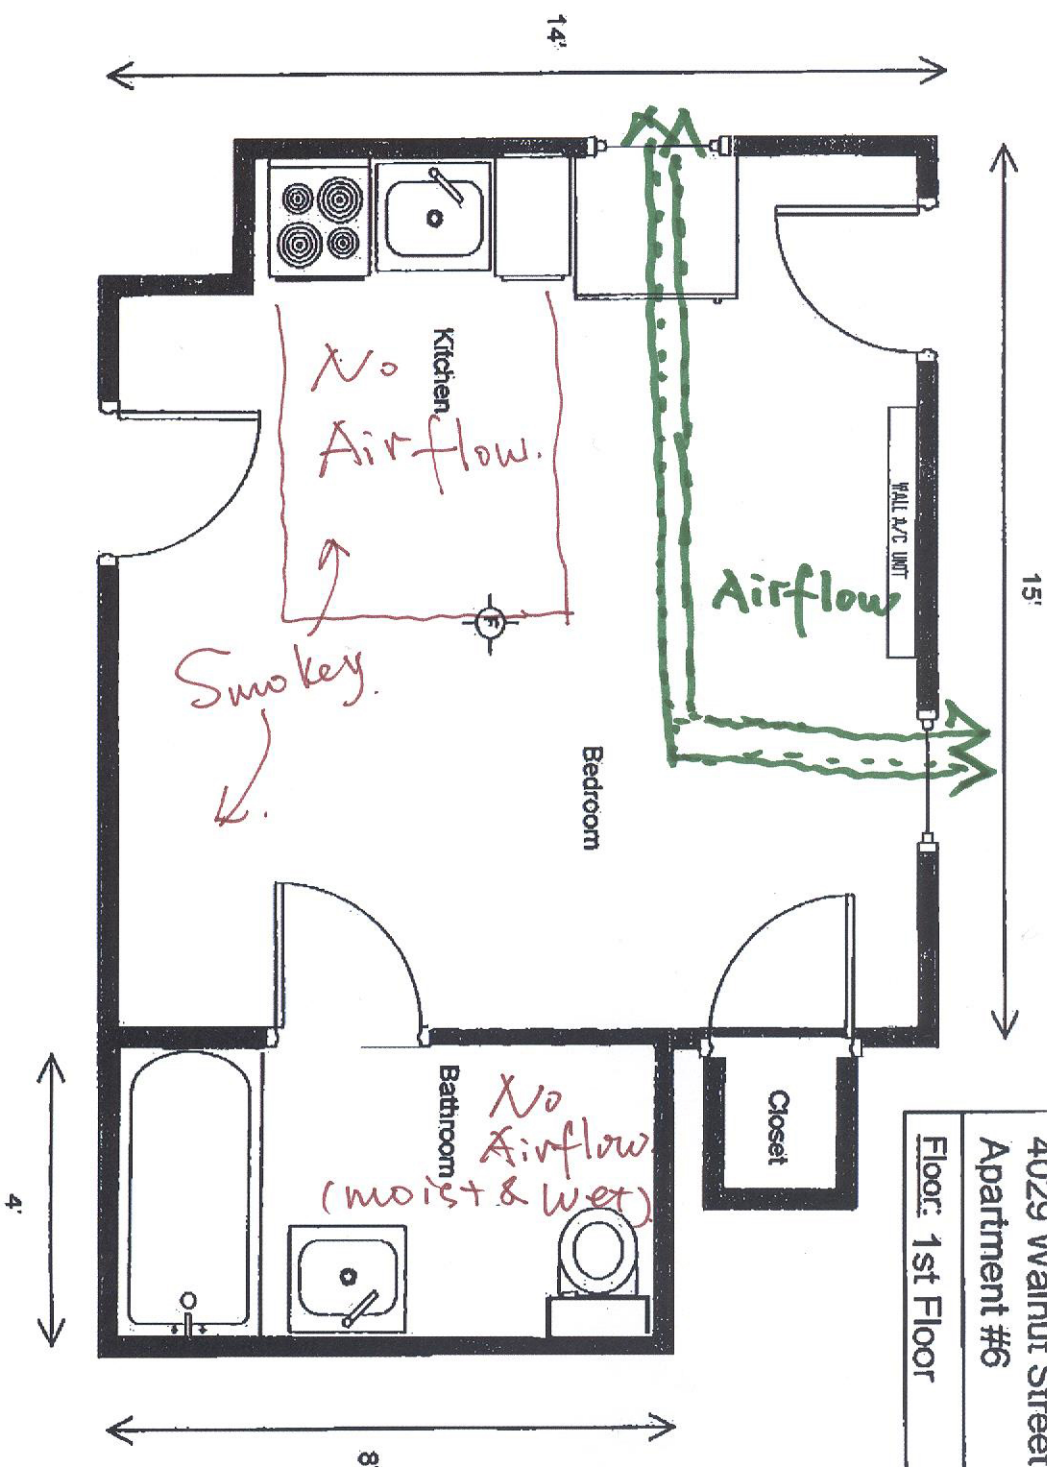 14'
15'
Kitchen
No
Airflow.
WALL A/C UNIT
Airflow
F
Smokey.
Bedroom
Bathroom
No
Airflow.
(moist & Wet)
Closet
4029 Walnut Street
Apartment #6
Floor: 1st Floor
4'
8'